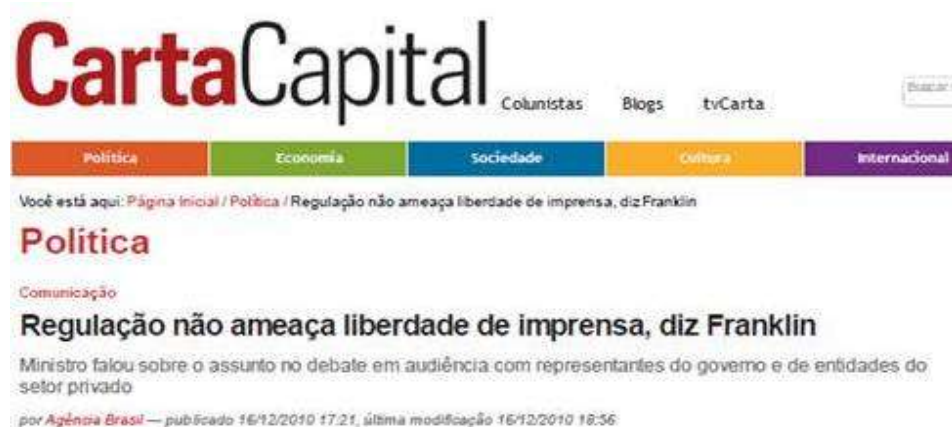 CartaCapital
Colunistas Blogs tvCarta
Política Economia Sociedade Cultura Internacional
Você está aqui: Página Inicial / Política / Regulação não ameaça liberdade de imprensa, diz Franklin
Política
Comunicação
Regulação não ameaça liberdade de imprensa, diz Franklin
Ministro falou sobre o assunto no debate em audiência com representantes do governo e de entidades do
setor privado
por Agência Brasil — publicado 16/12/2010 17:21, última modificação 16/12/2010 18:56